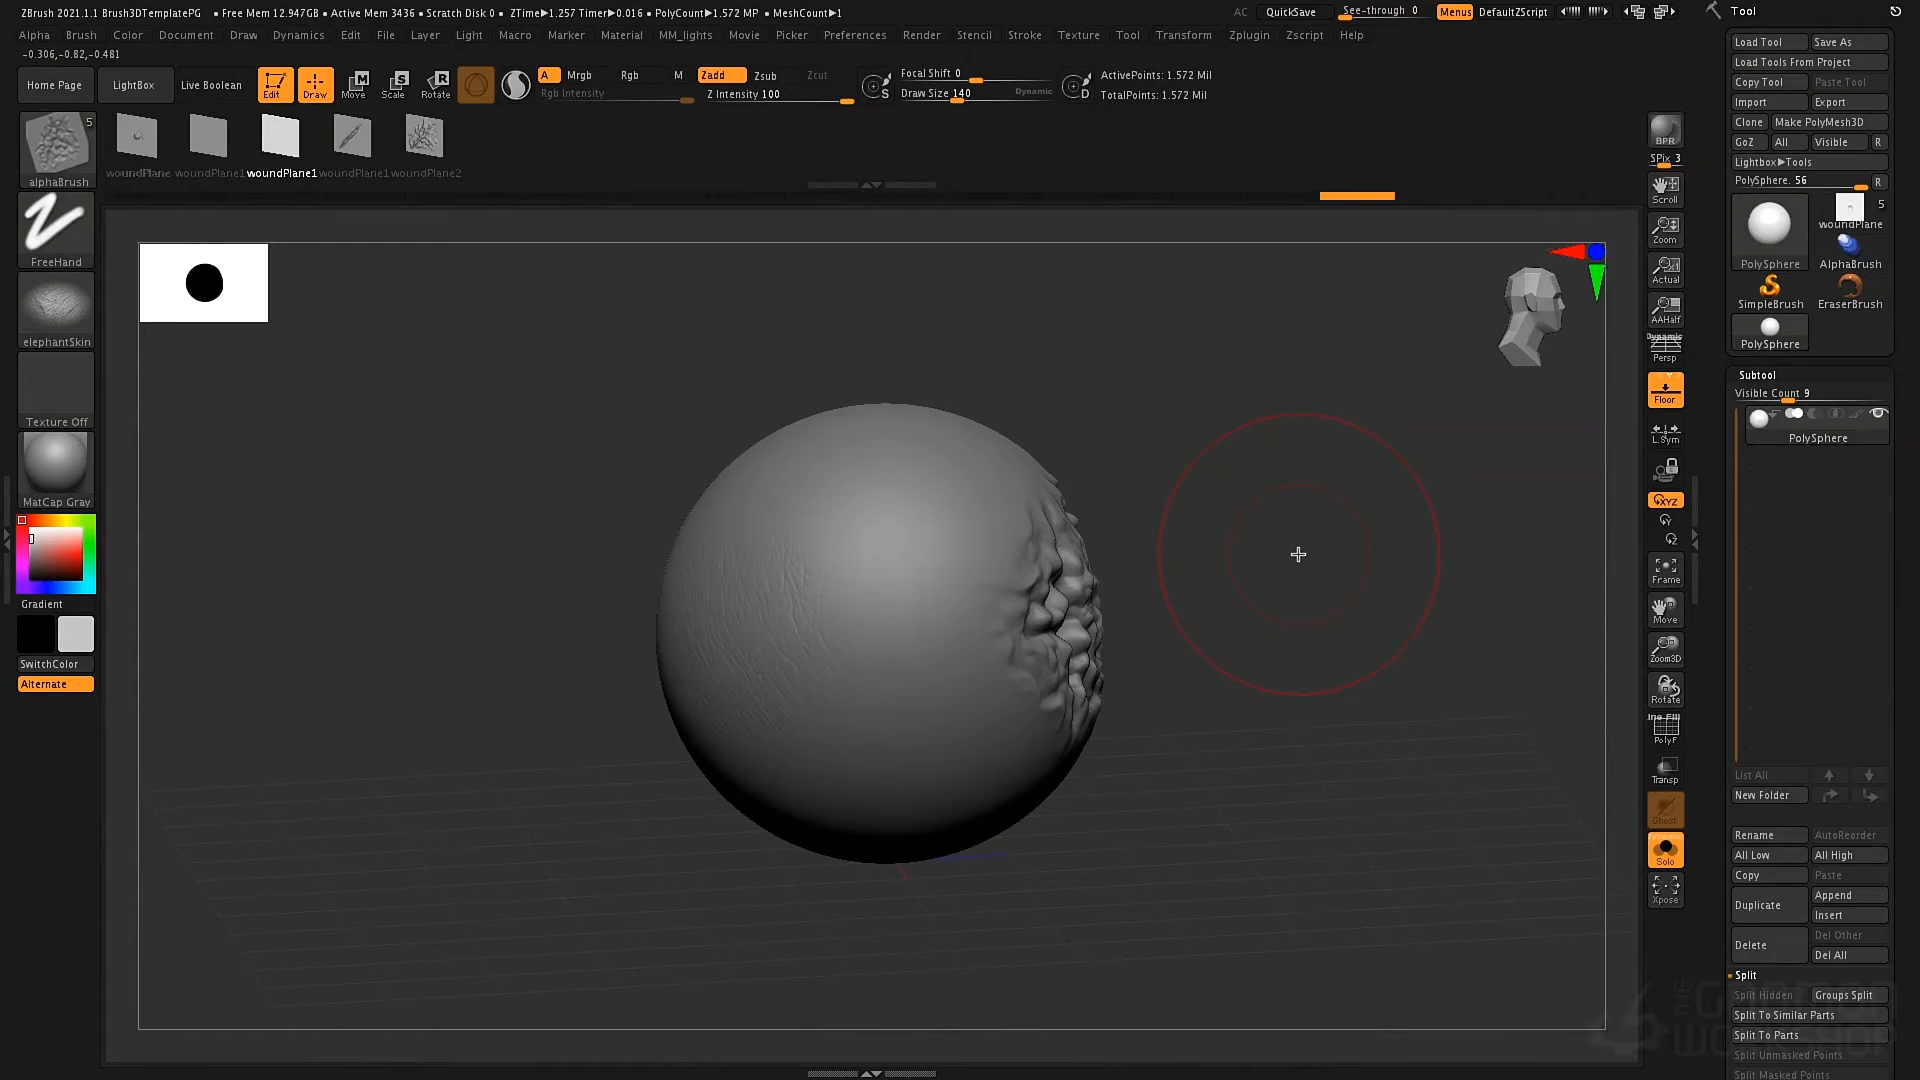 ZBrush 2021.1.1 Brush3DTemplatePG • Free Mem 12.947GB • Active Mem 3436 • Scratch Disk 0 • ZTime▶1.257 Timer▶0.016 • PolyCount▶1.572 MP • MeshCount▶1
AC QuickSave See-through 0 Menus DefaultZScript Tool
Alpha Brush Color Document Draw Dynamics Edit File Layer Light Macro Marker Material MM_lights Movie Picker Preferences Render Stencil Stroke Texture Tool Transform Zplugin Zscript Help
-0.306,-0.82,-0.481
Home Page LightBox Live Boolean Edit Draw Move Scale Rotate
A Mrgb Rgb M Zadd Zsub Zcut
Rgb Intensity Z Intensity 100
S Focal Shift 0
Draw Size 140 Dynamic D
ActivePoints: 1.572 Mil
TotalPoints: 1.572 Mil
5
alphaBrush
woundPlane woundPlane1 woundPlane1 woundPlane1 woundPlane2
FreeHand
elephantSkin
Texture Off
MatCap Gray
Gradient
SwitchColor
Alternate
BPR
SPix 3
Scroll
Zoom
Actual
AAHalf
Dynamic
Persp
Floor
L.Sym
XYZ
Y
Z
Frame
Move
Zoom3D
Rotate
Line Fill
PolyF
Transp
Ghost
Dynamic
Solo
Xpose
Load Tool Save As
Load Tools From Project
Copy Tool Paste Tool
Import Export
Clone Make PolyMesh3D
GoZ All Visible R
Lightbox▶Tools
PolySphere. 56 R
5
woundPlane
PolySphere AlphaBrush
SimpleBrush EraserBrush
PolySphere
Subtool
Visible Count 9
PolySphere
List All
New Folder
Rename AutoReorder
All Low All High
Copy Paste
Duplicate Append
Insert
Delete Del Other
Del All
Split
Split Hidden Groups Split
Split To Similar Parts
Split To Parts
Split Unmasked Points
Split Masked Points
THE GNOMON WORKSHOP